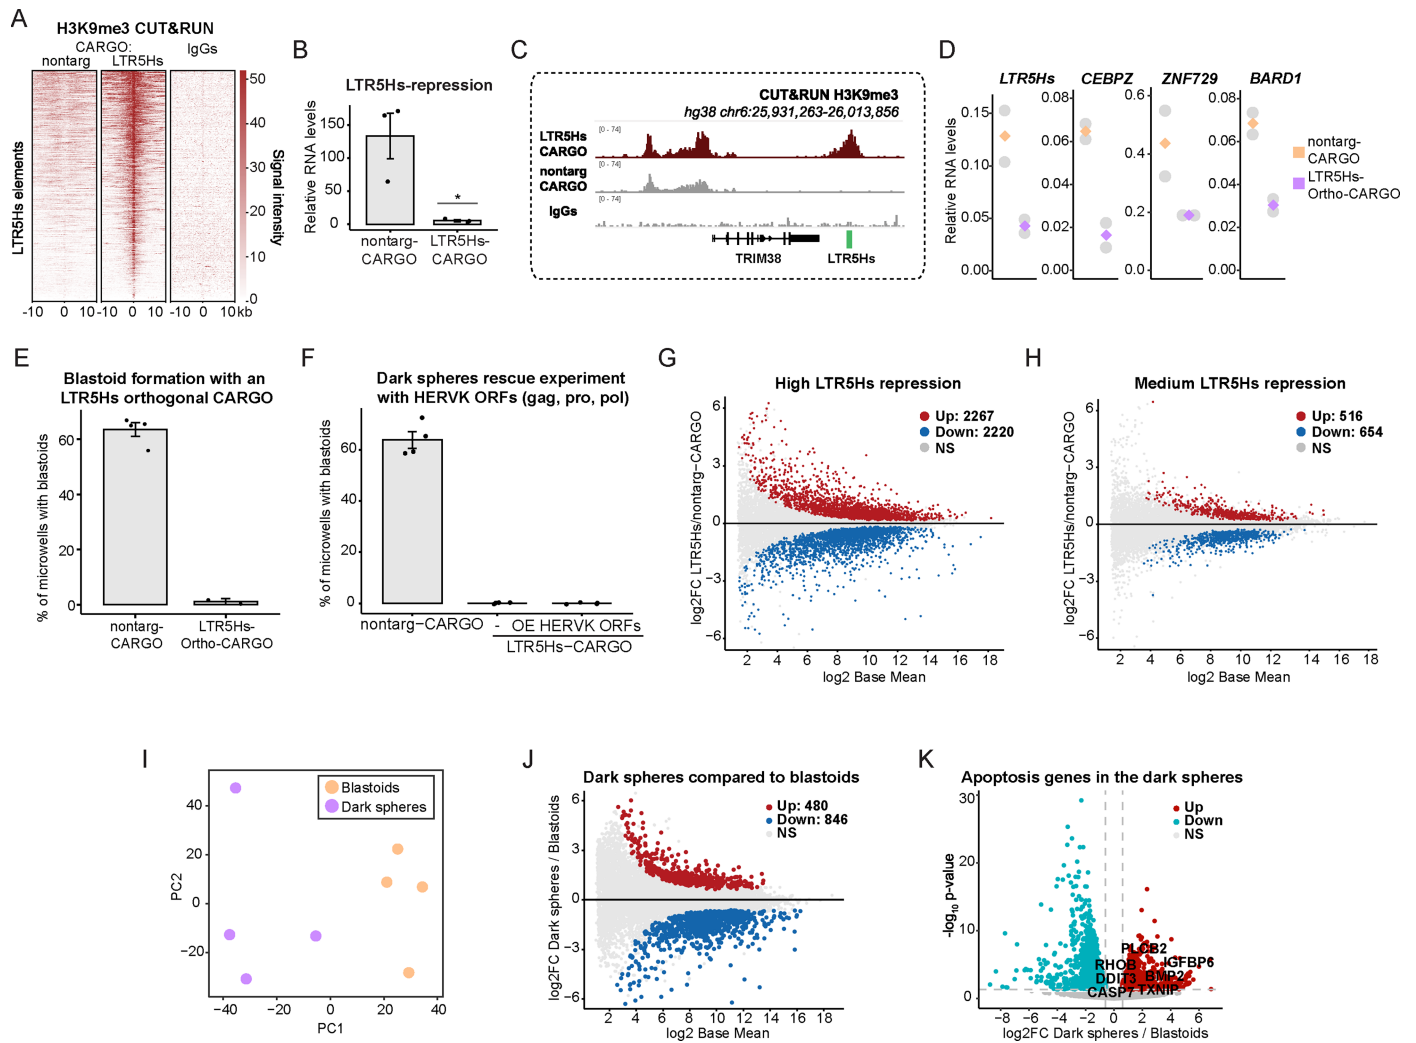 A
H3K9me3 CUT&RUN
CARGO:
nontarg
LTR5Hs
IgGs
LTR5Hs elements
50
40
30
20
10
0
Signal intensity
-10 0 10 -10 0 10 -10 0 10kb
B
LTR5Hs-repression
Relative RNA levels
150
100
50
0
*
nontarg-
CARGO
LTR5Hs-
CARGO
C
CUT&RUN H3K9me3
hg38 chr6:25,931,263-26,013,856
LTR5Hs
CARGO
[0 - 74]
nontarg
CARGO
[0 - 74]
IgGs
[0 - 74]
TRIM38
LTR5Hs
D
LTR5Hs
CEBPZ
ZNF729
BARD1
Relative RNA levels
0.15
0.10
0.05
0.00
0.08
0.06
0.04
0.02
0.00
0.6
0.4
0.2
0.0
0.08
0.06
0.04
0.02
0.00
nontarg-
CARGO
LTR5Hs-
Ortho-CARGO
E
Blastoid formation with an
LTR5Hs orthogonal CARGO
% of microwells with blastoids
60
40
20
0
nontarg-
CARGO
LTR5Hs-
Ortho-CARGO
F
Dark spheres rescue experiment
with HERVK ORFs (gag, pro, pol)
% of microwells with blastoids
60
40
20
0
nontarg−CARGO
- OE HERVK ORFs
LTR5Hs−CARGO
G
High LTR5Hs repression
log2FC LTR5Hs/nontarg−CARGO
6
3
0
−3
−6
Up: 2267
Down: 2220
NS
2 4 6 8 10 12 14 16 18
log2 Base Mean
H
Medium LTR5Hs repression
log2FC LTR5Hs/nontarg−CARGO
6
3
0
−3
−6
Up: 516
Down: 654
NS
2 4 6 8 10 12 14 16 18
log2 Base Mean
I
Blastoids
Dark spheres
PC2
40
20
0
−20
−40 −20 0 20 40
PC1
J
Dark spheres compared to blastoids
log2FC Dark spheres / Blastoids
6
3
0
−3
−6
Up: 480
Down: 846
NS
2 4 6 8 10 12 14 16 18
log2 Base Mean
K
Apoptosis genes in the dark spheres
-log10 p-value
30
20
10
0
Up
Down
NS
PLCB2
RHOB
IGFBP6
DDIT3
BMP2
CASP7
TXNIP
−8 −6 −4 −2 0 2 4 6
log2FC Dark spheres / Blastoids